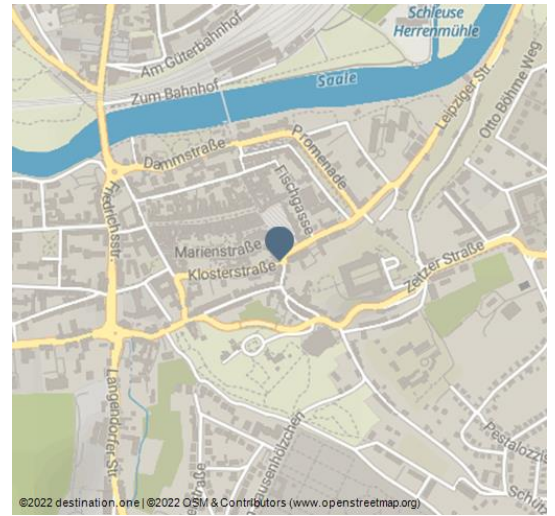 Schleuse
Herrenmühle
Am Güterbahnhof
Zum Bahnhof
Saale
Leipziger Str.
Otto Böhme Weg
Promenade
Dammstraße
Fischgasse
Friedrichsstr.
Marienstraße
Klosterstraße
Zeitzer Straße
Langendorfer Str.
Pestalozzi
Schütz
©2022 destination.one | ©2022 OSM & Contributors (www.openstreetmap.org)